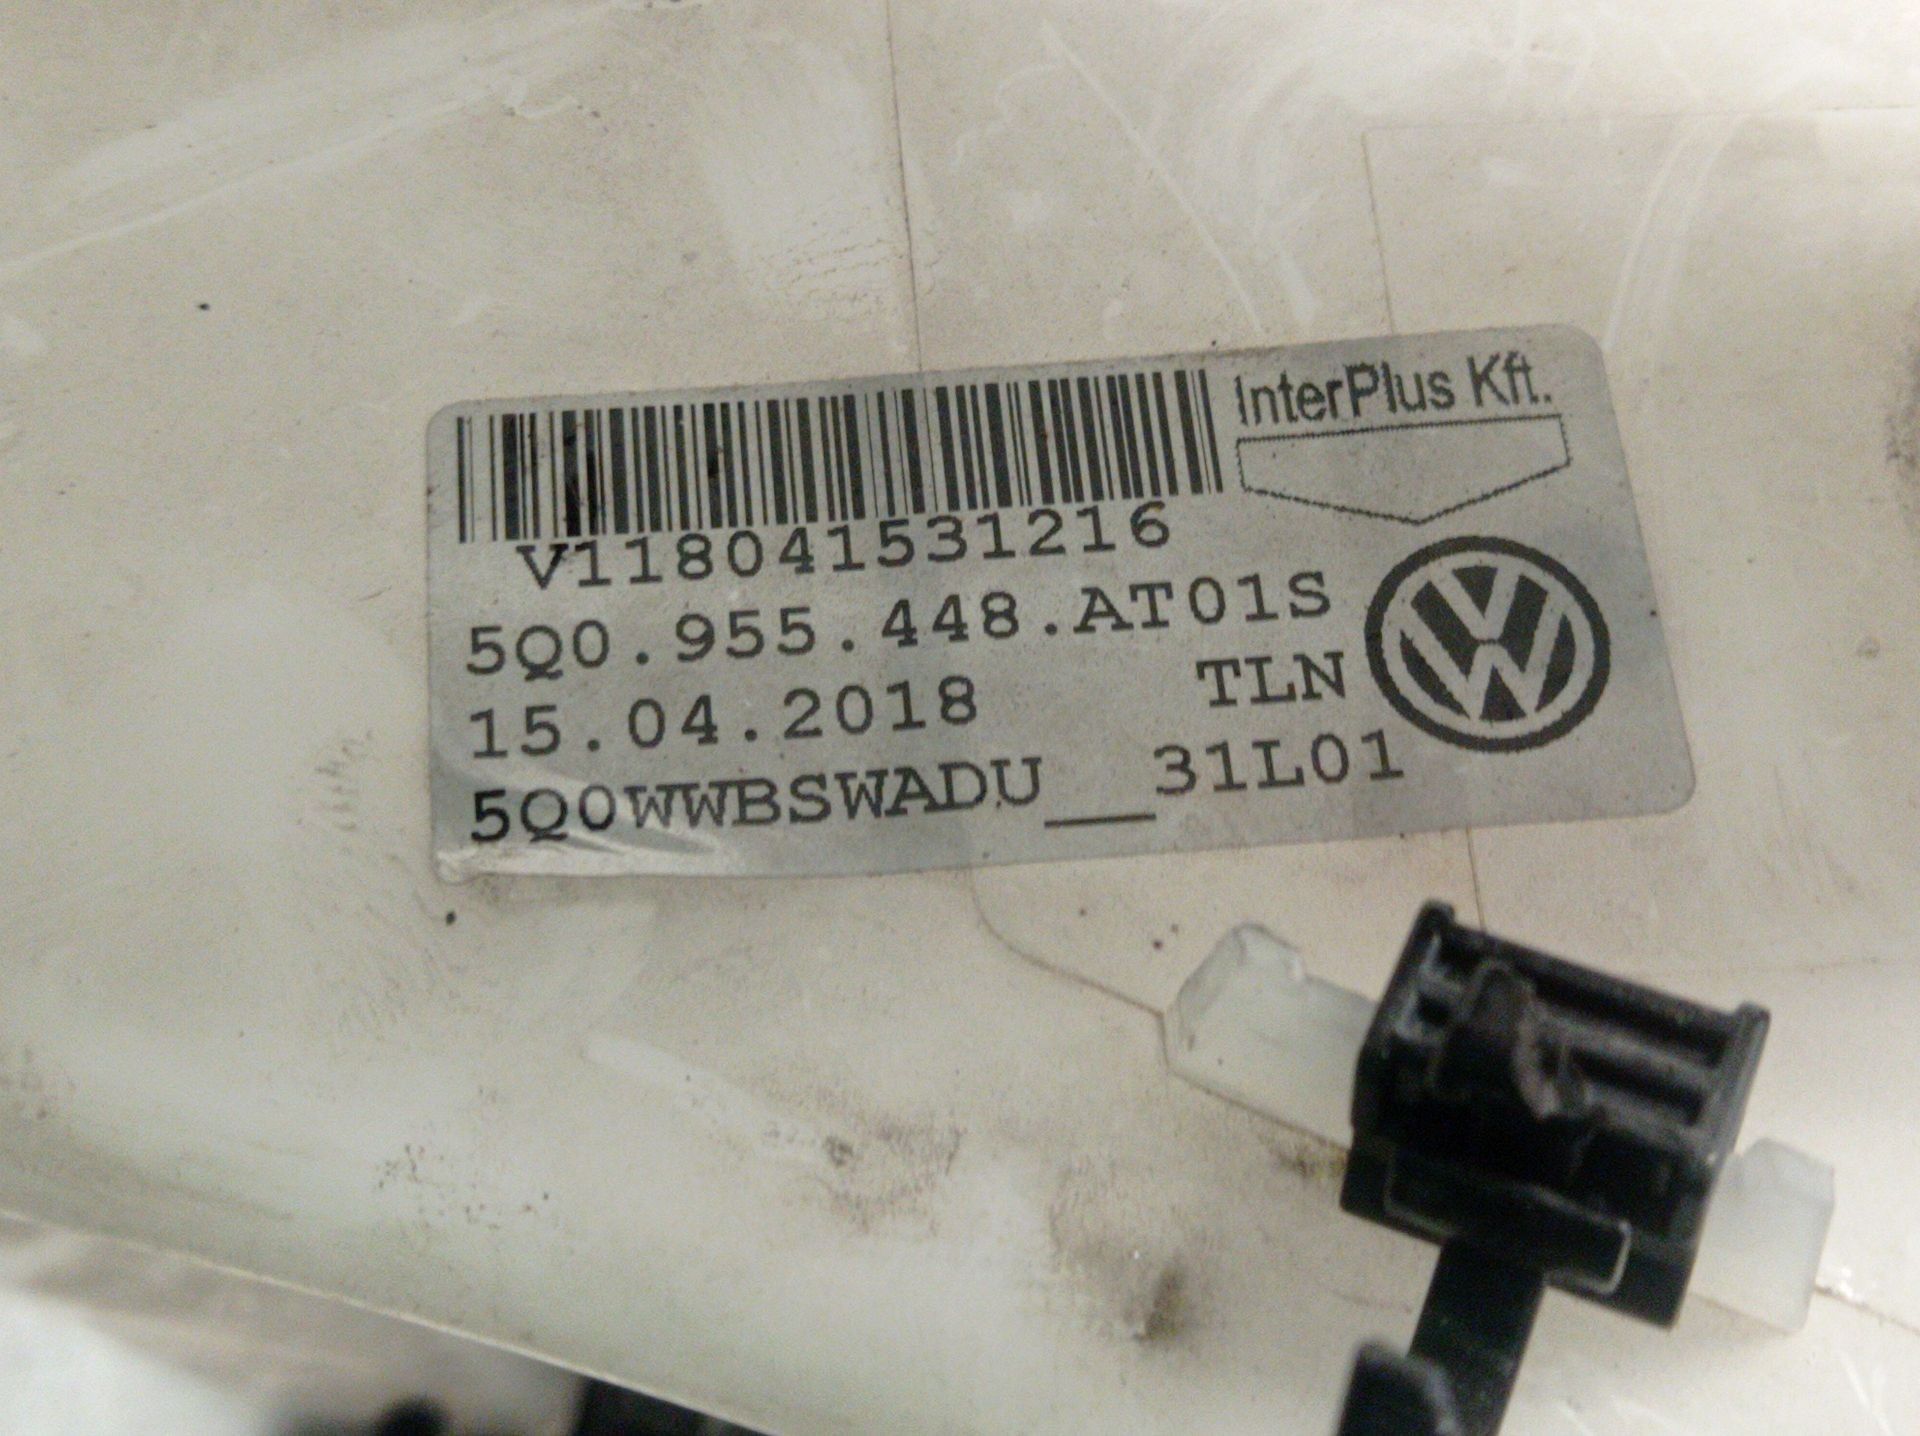 InterPlus Kft.
V118041531216
5Q0.955.448.AT01S
15.04.2018 TLN
5Q0WWBSWADU__31L01